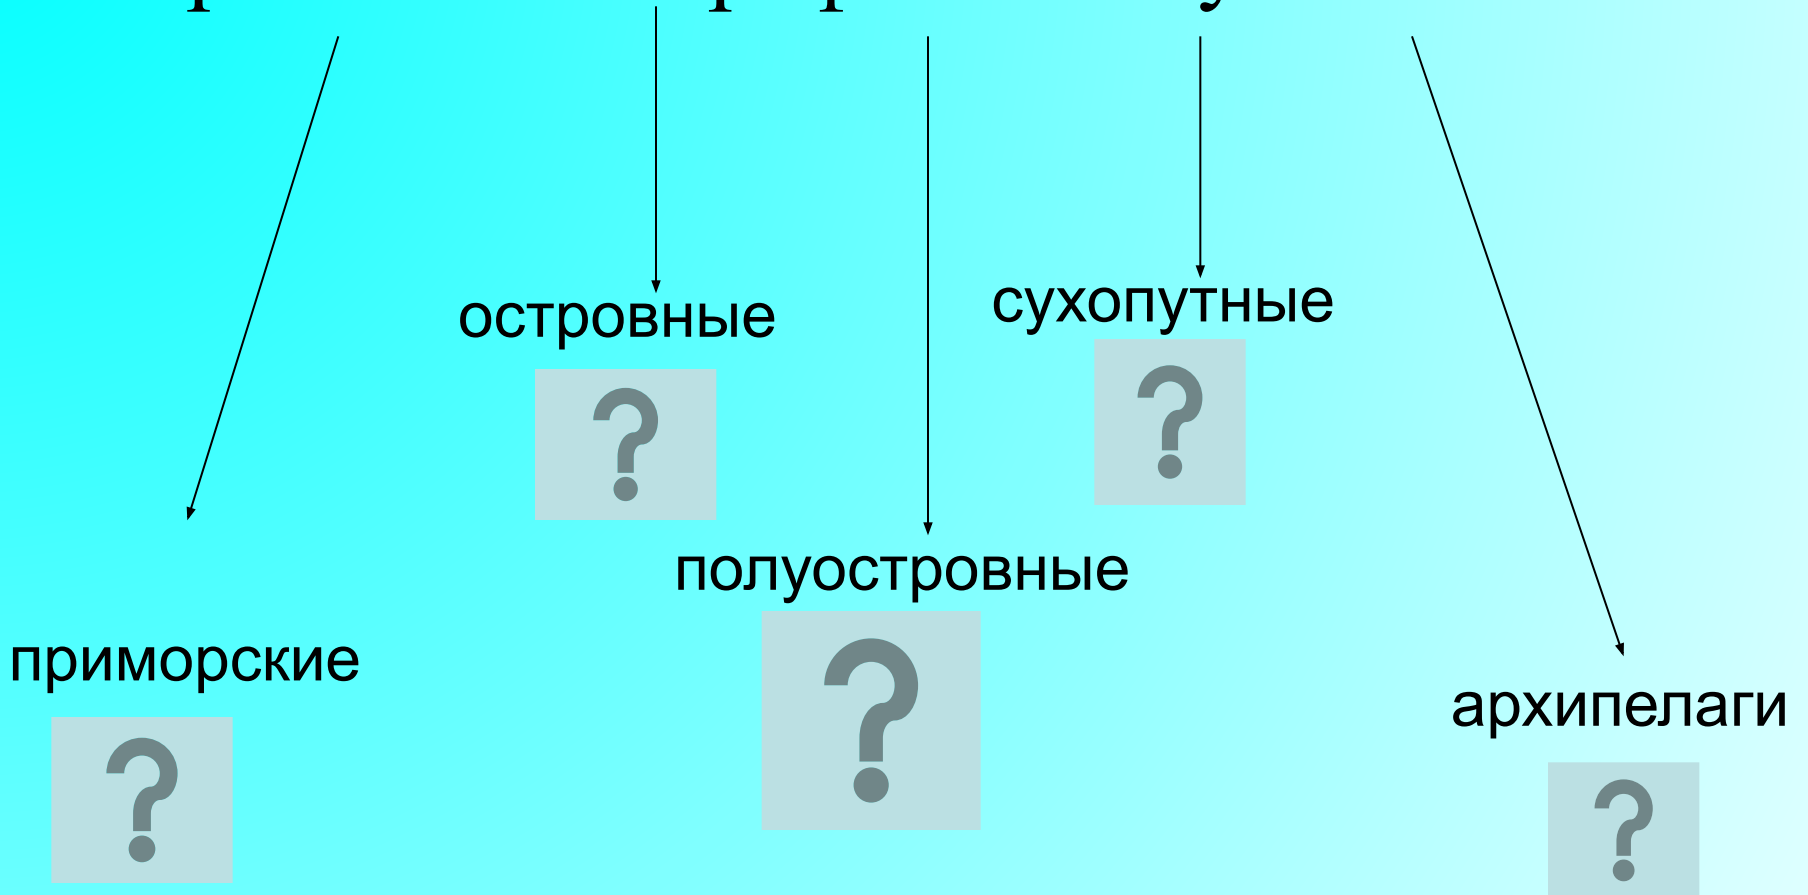 островные
сухопутные
полуостровные
приморские
архипелаги
? 
?
?
?
?